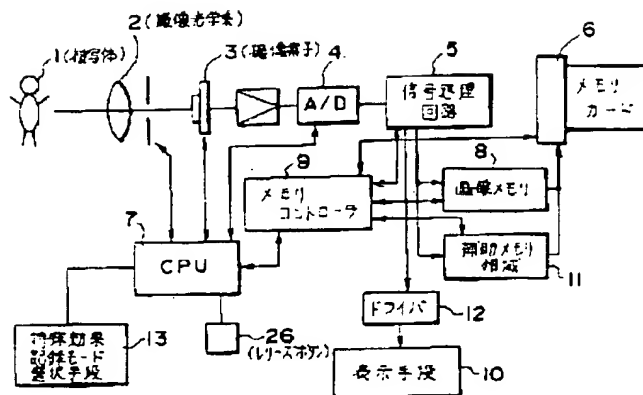 1(被写体)
2(撮像光学系)
3(撮像素子)
4
A/D
5
信号処理
回路
6
メモリ
カード
7
CPU
9
メモリ
コントローラ
8
画像メモリ
補助メモリ
領域
11
ドライバ
12
表示手段
10
特殊効果
記録モード
選択手段
13
26
(レリーズボタン)